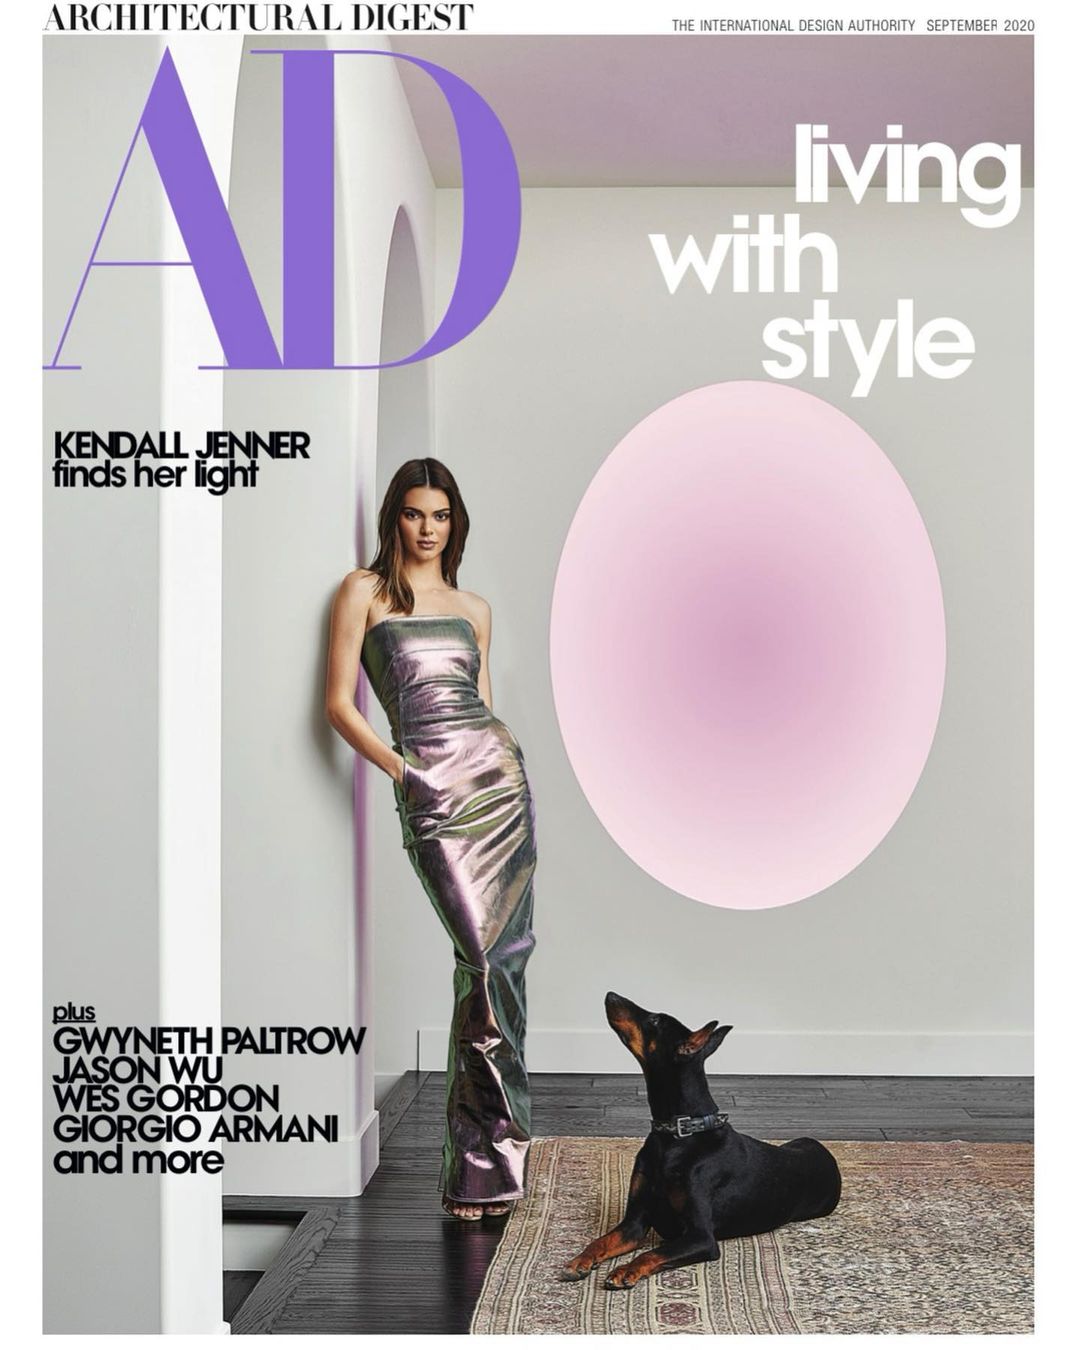 ARCHITECTURAL DIGEST
THE INTERNATIONAL DESIGN AUTHORITY SEPTEMBER 2020
AD
living
with
style
KENDALL JENNER
finds her light
plus
GWYNETH PALTROW
JASON WU
WES GORDON
GIORGIO ARMANI
and more